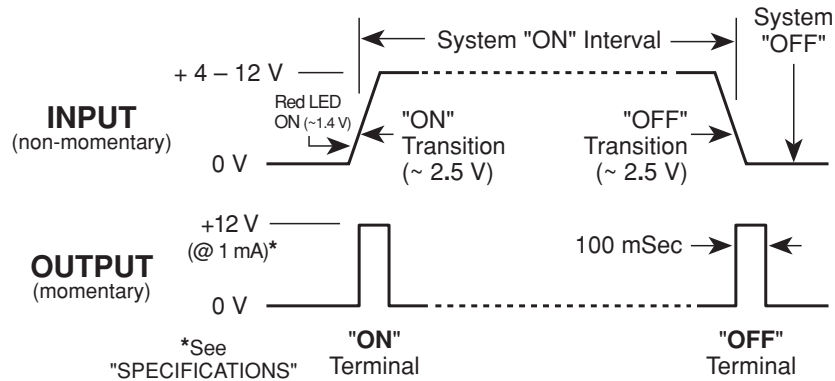 System "ON" Interval
System
"OFF"
+ 4 – 12 V
Red LED
ON (~1.4 V)
INPUT
(non-momentary)
"ON"
Transition
(~ 2.5 V)
"OFF"
Transition
(~ 2.5 V)
0 V
+12 V
(@ 1 mA)*
100 mSec
OUTPUT
(momentary)
0 V
*See
"SPECIFICATIONS"
"ON"
Terminal
"OFF"
Terminal